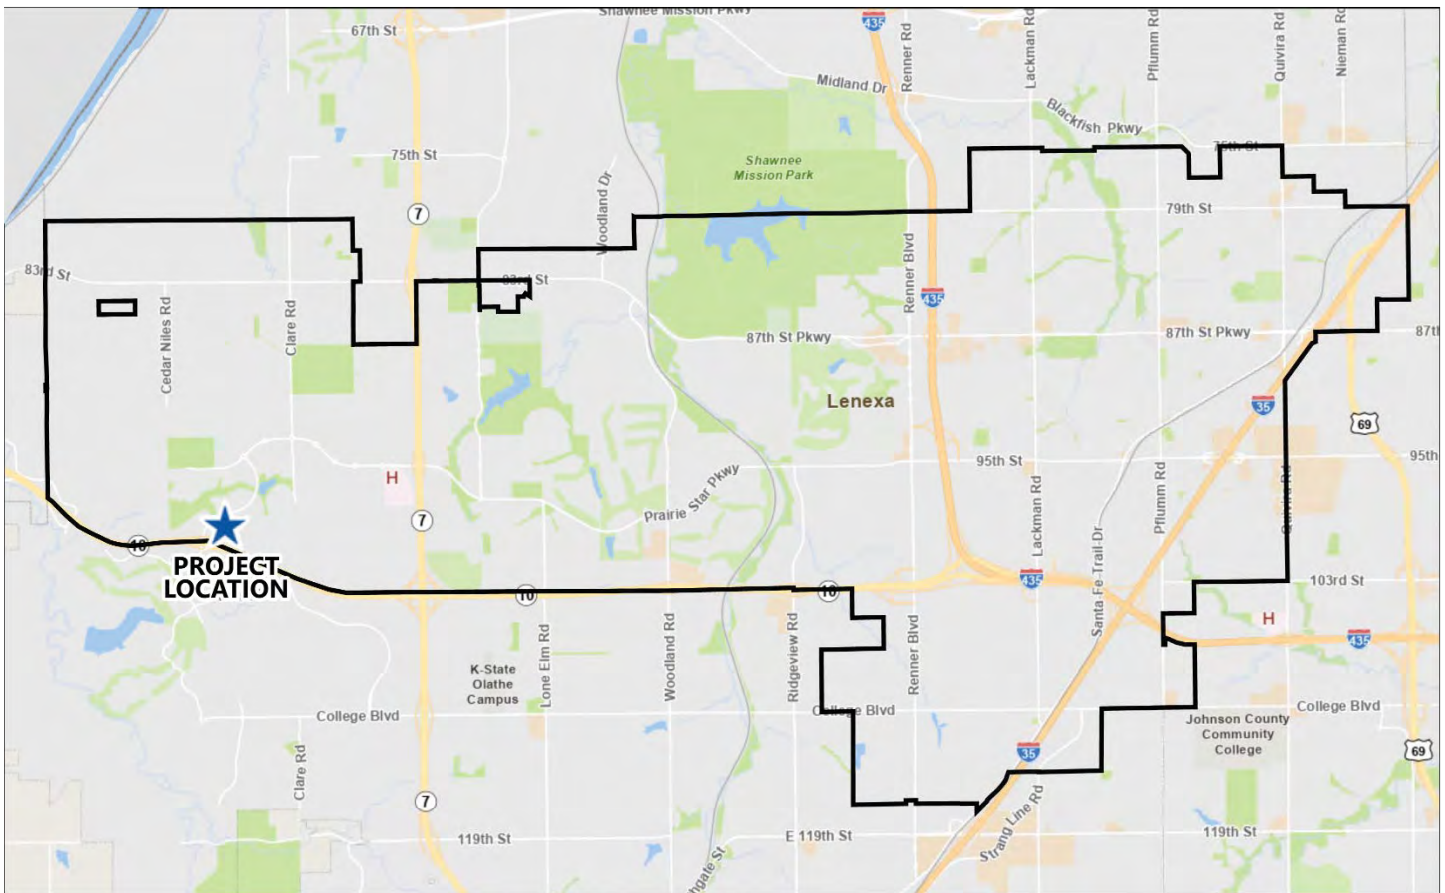 Shawnee Mission Pkwy
67th St
435
Renner Rd
Lackman Rd
Pflumm Rd
Quivira Rd
Nieman Rd
Midland Dr
Blackfish Pkwy
75th St
75th St
Shawnee
Mission Park
7
Woodland Dr
79th St
83rd St
83rd St
Renner Blvd
435
Cedar Niles Rd
Clare Rd
87th St Pkwy
87th St Pkwy
87th
Lenexa
35
69
95th St
95th
H
Prairie Star Pkwy
Lackman Rd
Pflumm Rd
Quivira Rd
7
10
PROJECT
LOCATION
Santa-Fe-Trail-Dr
10
10
435
103rd St
H
435
Lone Elm Rd
Woodland Rd
Ridgeview Rd
Renner Blvd
K-State
Olathe
Campus
College Blvd
College Blvd
College Blvd
Johnson County
Community
College
Clare Rd
35
69
7
Strang Line Rd
119th St
E 119th St
119th St
hgate St